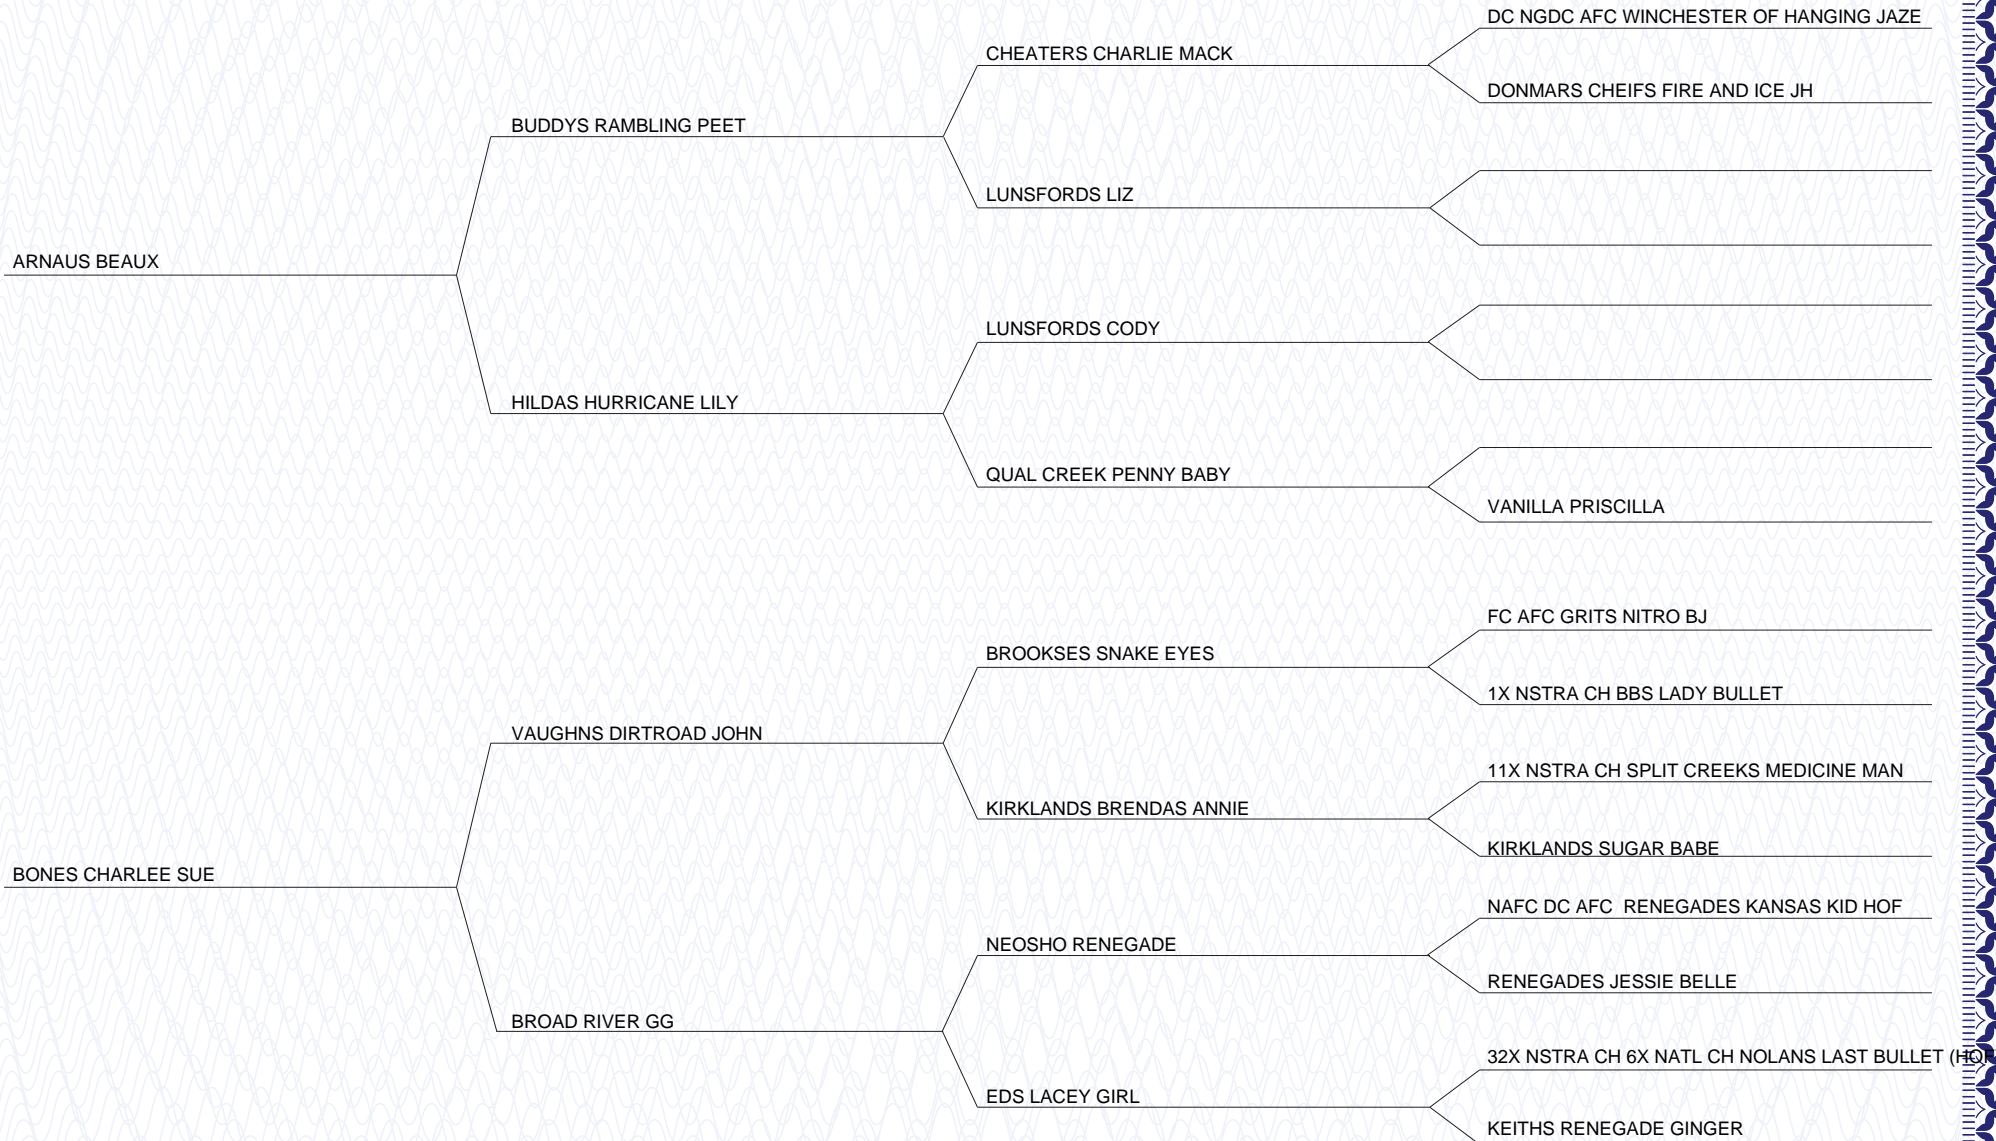 DC NGDC AFC WINCHESTER OF HANGING JAZE
CHEATERS CHARLIE MACK
DONMARS CHEIFS FIRE AND ICE JH
BUDDYS RAMBLING PEET
LUNSFORDS LIZ
ARNAUS BEAUX
LUNSFORDS CODY
HILDAS HURRICANE LILY
QUAL CREEK PENNY BABY
VANILLA PRISCILLA
FC AFC GRITS NITRO BJ
BROOKSES SNAKE EYES
1X NSTRA CH BBS LADY BULLET
VAUGHNS DIRTROAD JOHN
11X NSTRA CH SPLIT CREEKS MEDICINE MAN
KIRKLANDS BRENDAS ANNIE
KIRKLANDS SUGAR BABE
BONES CHARLEE SUE
NAFC DC AFC  RENEGADES KANSAS KID HOF
NEOSHO RENEGADE
RENEGADES JESSIE BELLE
BROAD RIVER GG
32X NSTRA CH 6X NATL CH NOLANS LAST BULLET (HOF
EDS LACEY GIRL
KEITHS RENEGADE GINGER